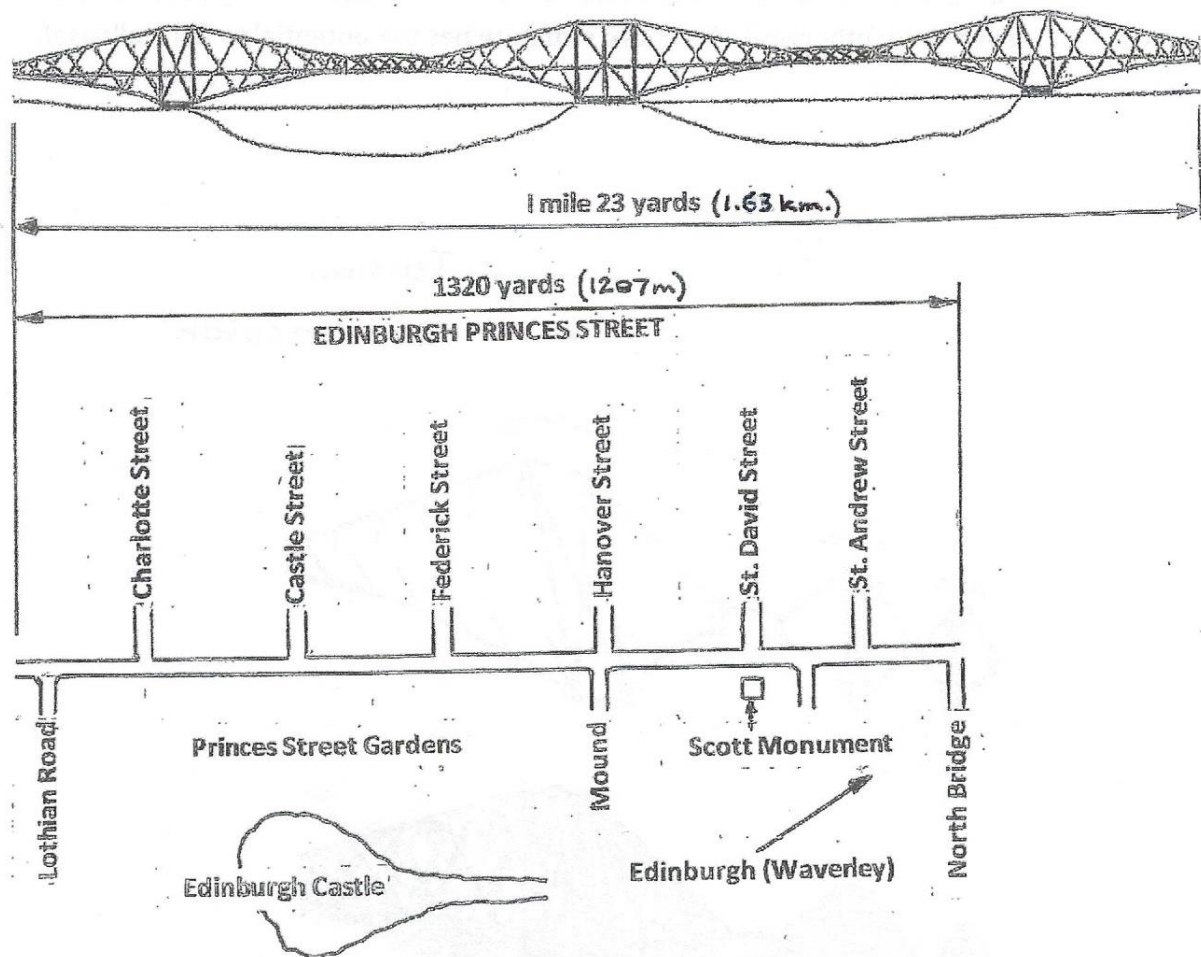 1 mile 23 yards (1.63 km.)
1320 yards (1207m)
EDINBURGH PRINCES STREET
Charlotte Street
Castle Street
Federick Street
Hanover Street
St. David Street
St. Andrew Street
Lothian Road
Princes Street Gardens
Mound
Scott Monument
North Bridge
Edinburgh Castle
Edinburgh (Waverley)